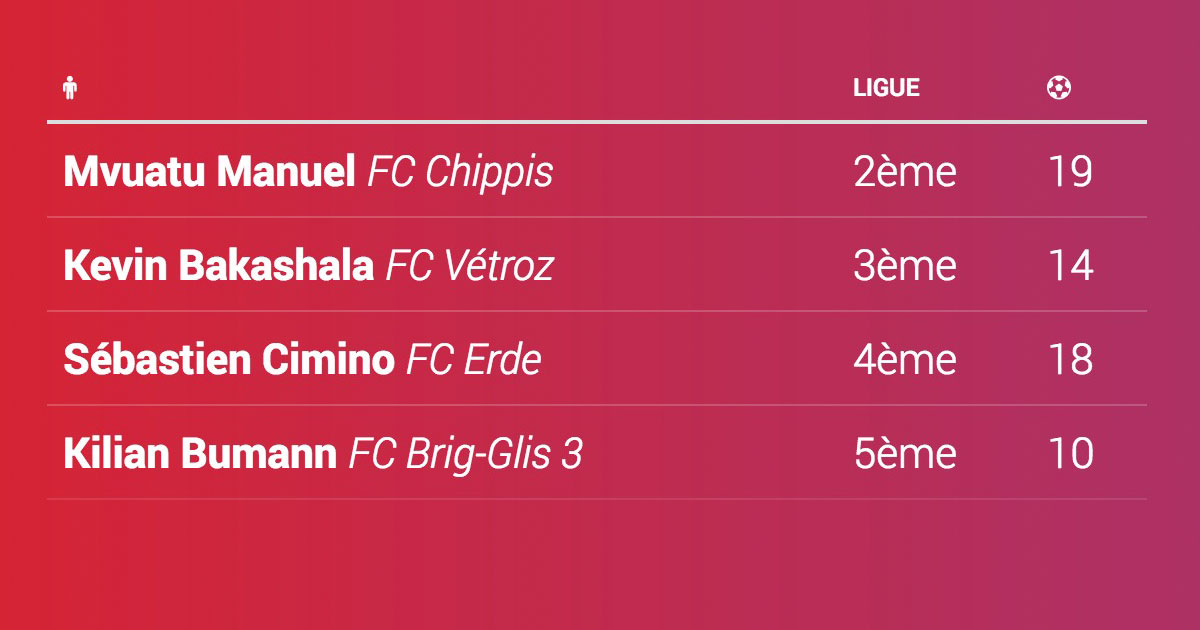 LIGUE
Mvuatu Manuel FC Chippis 2ème 19
Kevin Bakashala FC Vétroz 3ème 14
Sébastien Cimino FC Erde 4ème 18
Kilian Bumann FC Brig-Glis 3 5ème 10